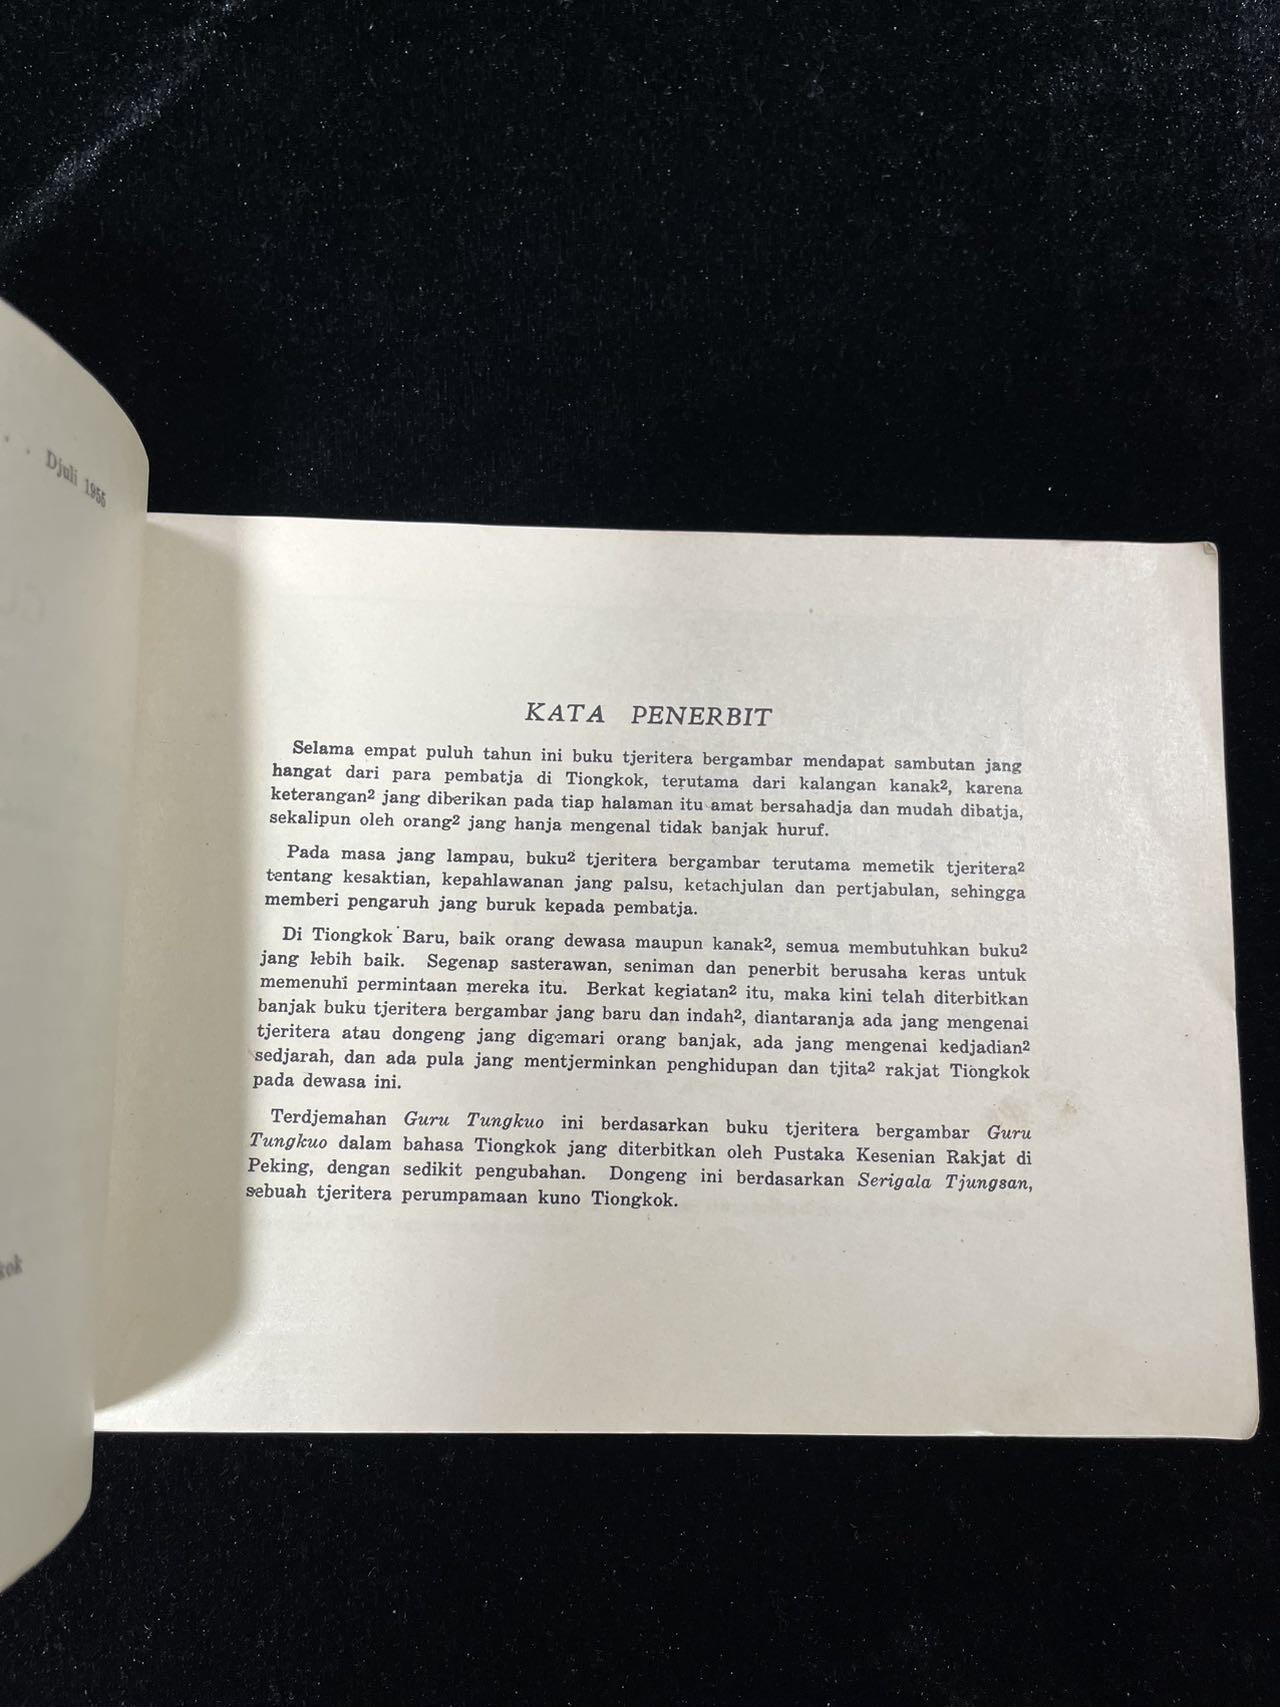 Djuli 1955
kok
KATA PENERBIT
Selama empat puluh tahun ini buku tjeritera bergambar mendapat sambutan jang
hangat dari para pembatja di Tiongkok, terutama dari kalangan kanak², karena
keterangan² jang diberikan pada tiap halaman itu amat bersahadja dan mudah dibatja,
sekalipun oleh orang² jang hanja mengenal tidak banjak huruf.
Pada masa jang lampau, buku² tjeritera bergambar terutama memetik tjeritera²
tentang kesaktian, kepahlawanan jang palsu, ketachjulan dan pertjabulan, sehingga
memberi pengaruh jang buruk kepada pembatja.
Di Tiongkok Baru, baik orang dewasa maupun kanak², semua membutuhkan buku²
jang lebih baik. Segenap sasterawan, seniman dan penerbit berusaha keras untuk
memenuhi permintaan mereka itu. Berkat kegiatan² itu, maka kini telah diterbitkan
banjak buku tjeritera bergambar jang baru dan indah², diantaranja ada jang mengenai
tjeritera atau dongeng jang digemari orang banjak, ada jang mengenai kedjadian²
sedjarah, dan ada pula jang mentjerminkan penghidupan dan tjita² rakjat Tiongkok
pada dewasa ini.
Terdjemahan Guru Tungkuo ini berdasarkan buku tjeritera bergambar Guru
Tungkuo dalam bahasa Tiongkok jang diterbitkan oleh Pustaka Kesenian Rakjat di
Peking, dengan sedikit pengubahan. Dongeng ini berdasarkan Serigala Tjungsan,
sebuah tjeritera perumpamaan kuno Tiongkok.